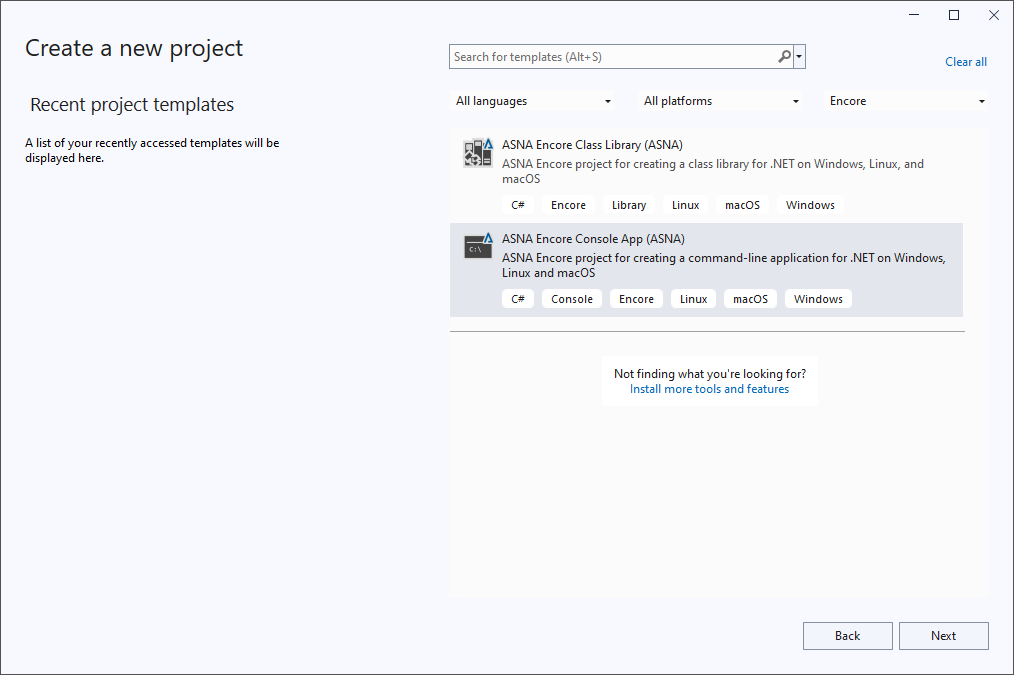 Create a new project
Search for templates (Alt+S)
Clear all
Recent project templates
A list of your recently accessed templates will be
displayed here.
All languages
All platforms
Encore
ASNA Encore Class Library (ASNA)
ASNA Encore project for creating a class library for .NET on Windows, Linux, and
macOS
C# Encore Library Linux macOS Windows
C:\
ASNA Encore Console App (ASNA)
ASNA Encore project for creating a command-line application for .NET on Windows,
Linux and macOS
C# Console Encore Linux macOS Windows
Not finding what you're looking for?
Install more tools and features
Back
Next